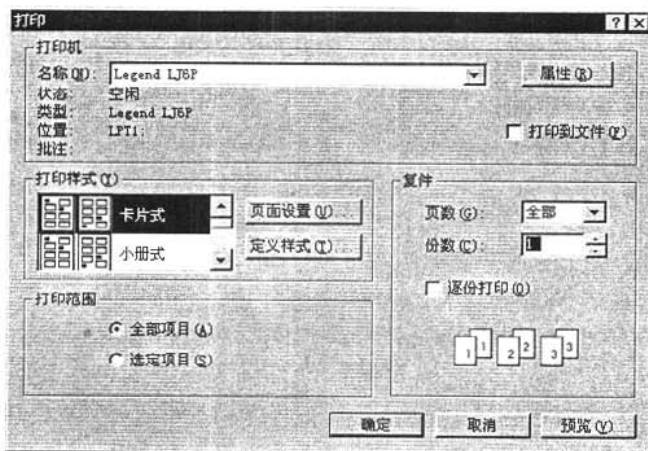 打印
打印机
名称(N): Legend LJ6P 属性(R)
状态: 空闲
类型: Legend LJ6P
位置: LPT1: 打印到文件(F)
批注:
打印样式(Y)
卡片式
小册式
页面设置(U)...
定义样式(T)...
复件
页数(G): 全部
份数(C): 1
逐份打印(O)
1 1 2 2 3 3
打印范围
全部项目(A)
选定项目(S)
确定 取消 预览(V)